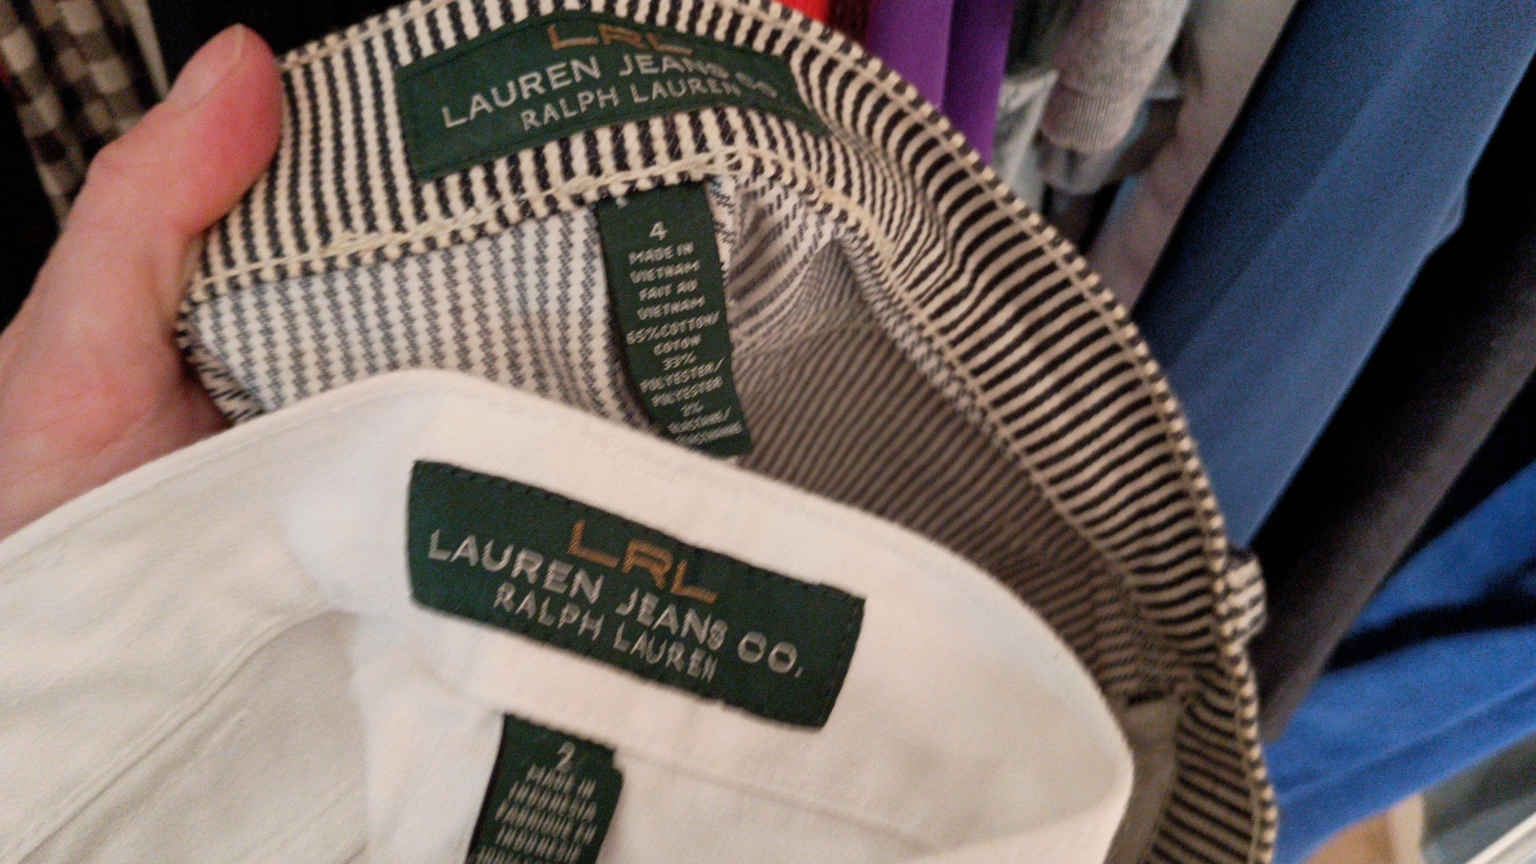 LRL
LAUREN JEANS CO.
RALPH LAUREN
4
MADE IN
VIETNAM
FAIT AU
VIETNAM
65%COTTON/
COTON
33%
POLYESTER/
POLYESTER
2%
LRL
LAUREN JEANS CO.
RALPH LAUREN
2
MADE IN
INDONESIA
INDONESIE